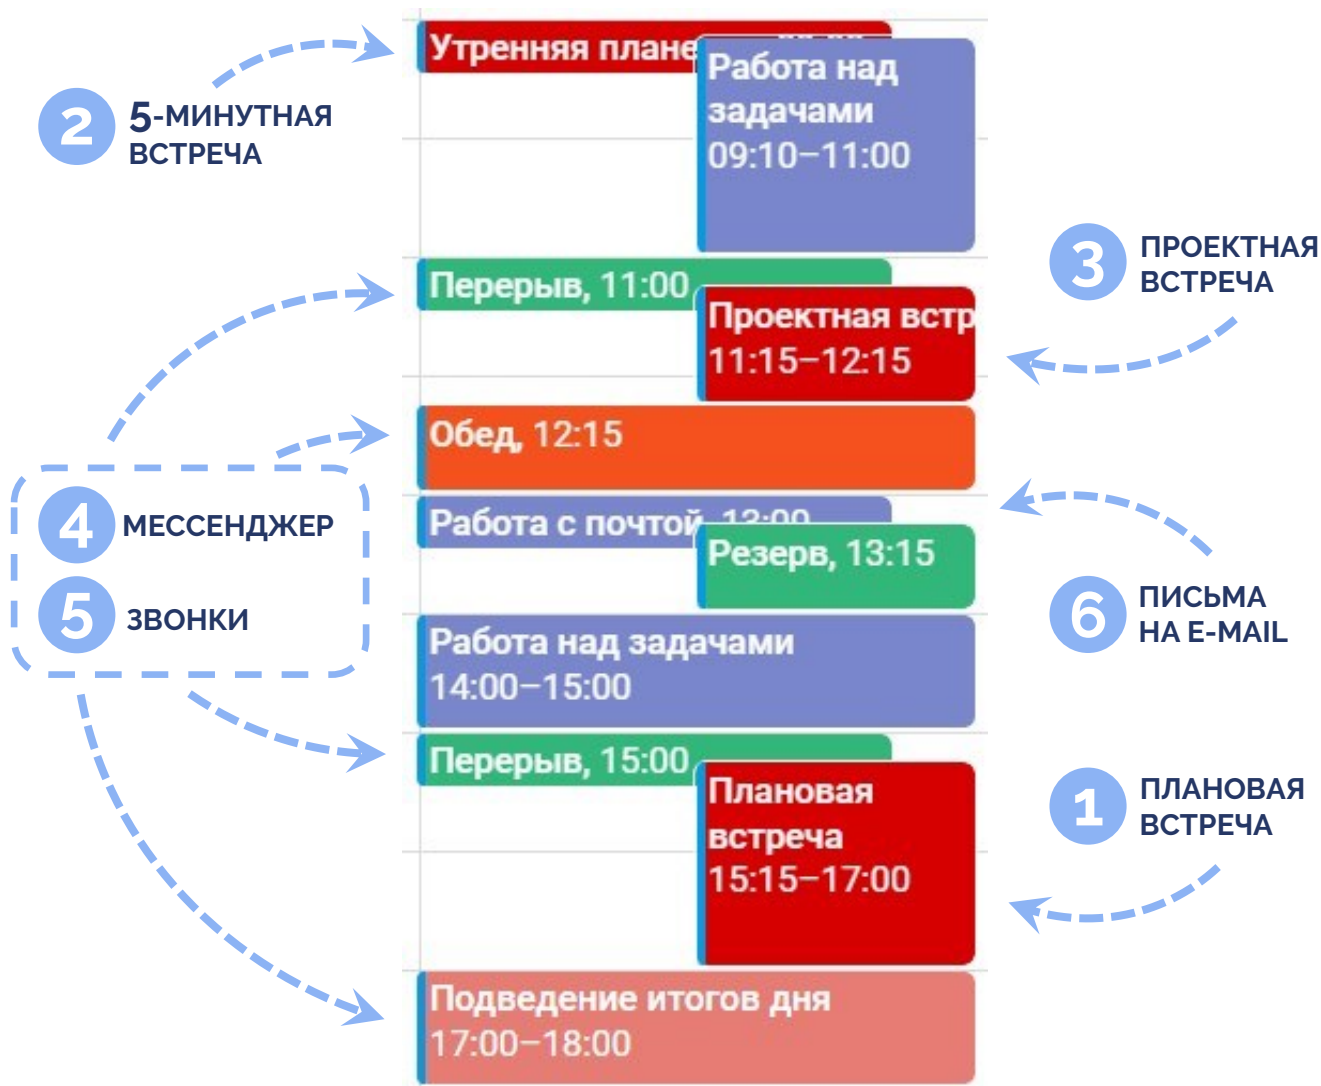 Утренняя плане
Работа над
задачами
09:10–11:00
2
5-МИНУТНАЯ
ВСТРЕЧА
Перерыв, 11:00
Проектная встр
11:15–12:15
3
ПРОЕКТНАЯ
ВСТРЕЧА
Обед, 12:15
Работа с почтой, 13:00
Резерв, 13:15
4
МЕССЕНДЖЕР
5
ЗВОНКИ
6
ПИСЬМА
НА E-MAIL
Работа над задачами
14:00–15:00
Перерыв, 15:00
Плановая
встреча
15:15–17:00
1
ПЛАНОВАЯ
ВСТРЕЧА
Подведение итогов дня
17:00–18:00